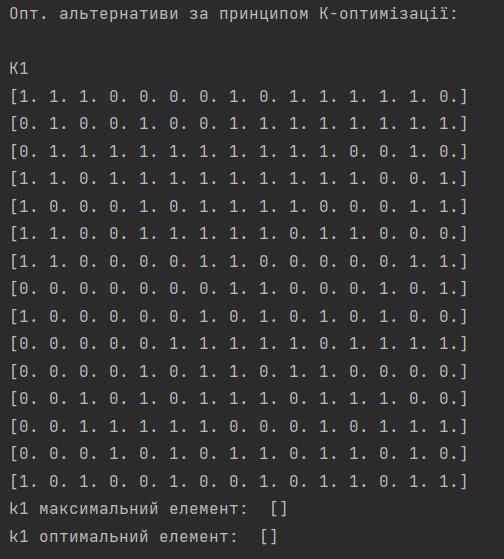 Опт. альтернативи за принципом К-оптимізації:
К1
[1. 1. 1. 0. 0. 0. 0. 1. 0. 1. 1. 1. 1. 1. 0.]
[0. 1. 0. 0. 1. 0. 0. 1. 1. 1. 1. 1. 1. 1. 1.]
[0. 1. 1. 1. 1. 1. 1. 1. 1. 1. 1. 0. 0. 1. 0.]
[1. 1. 0. 1. 1. 1. 1. 1. 1. 1. 1. 1. 0. 0. 1.]
[1. 0. 0. 0. 1. 0. 1. 1. 1. 1. 0. 0. 0. 1. 1.]
[1. 1. 0. 0. 1. 1. 1. 1. 1. 0. 1. 1. 0. 0. 0.]
[1. 1. 0. 0. 0. 0. 1. 1. 0. 0. 0. 0. 0. 1. 1.]
[0. 0. 0. 0. 0. 0. 0. 1. 1. 0. 0. 0. 1. 0. 1.]
[1. 0. 0. 0. 0. 0. 1. 0. 1. 0. 1. 0. 1. 0. 0.]
[0. 0. 0. 0. 0. 1. 1. 1. 1. 1. 0. 1. 1. 1. 1.]
[0. 0. 0. 0. 1. 0. 1. 1. 0. 1. 1. 0. 0. 0. 0.]
[0. 0. 1. 0. 1. 0. 1. 1. 1. 0. 1. 1. 1. 0. 0.]
[0. 0. 1. 1. 1. 1. 1. 0. 0. 0. 1. 0. 1. 1. 1.]
[0. 0. 0. 1. 0. 1. 0. 1. 1. 0. 1. 1. 0. 1. 0.]
[1. 0. 1. 0. 0. 1. 0. 0. 1. 0. 1. 1. 0. 1. 1.]
k1 максимальний елемент:  []
k1 оптимальний елемент:  []